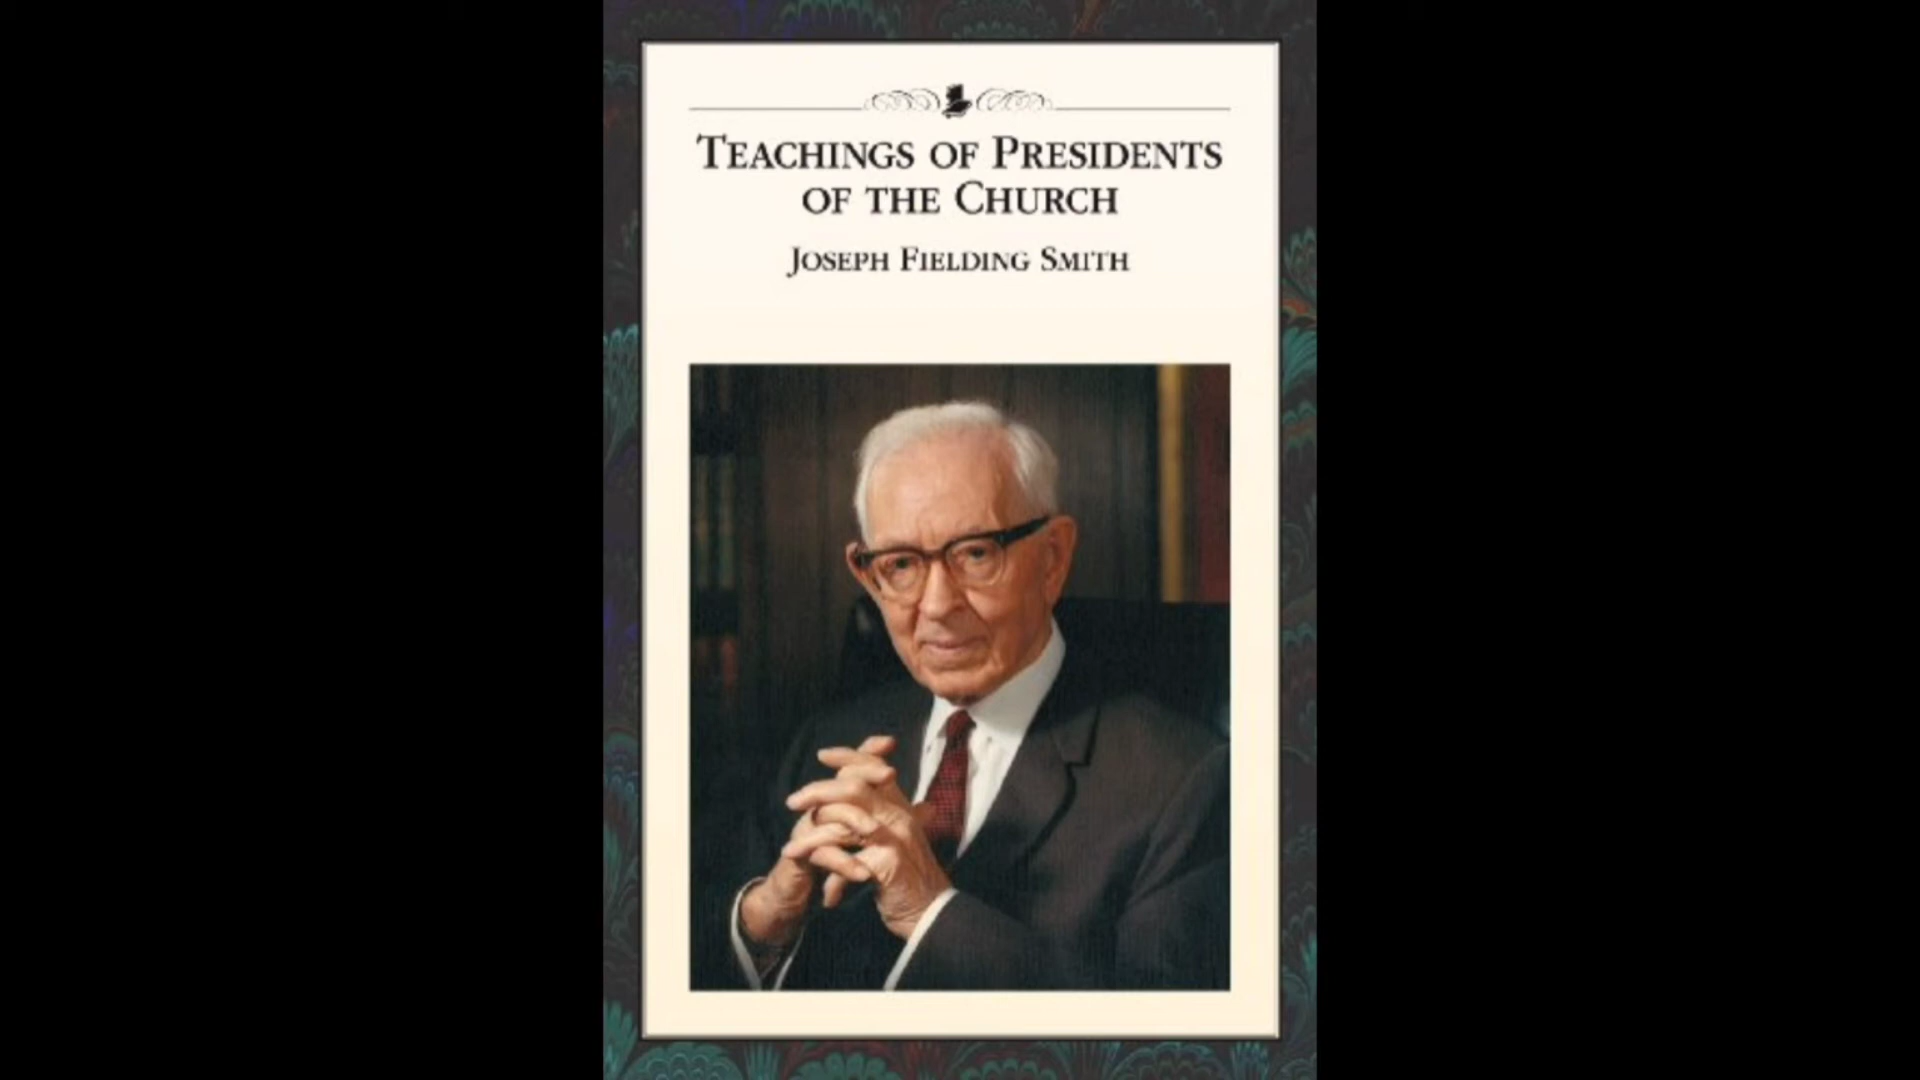 TEACHINGS OF PRESIDENTS
OF THE CHURCH
JOSEPH FIELDING SMITH